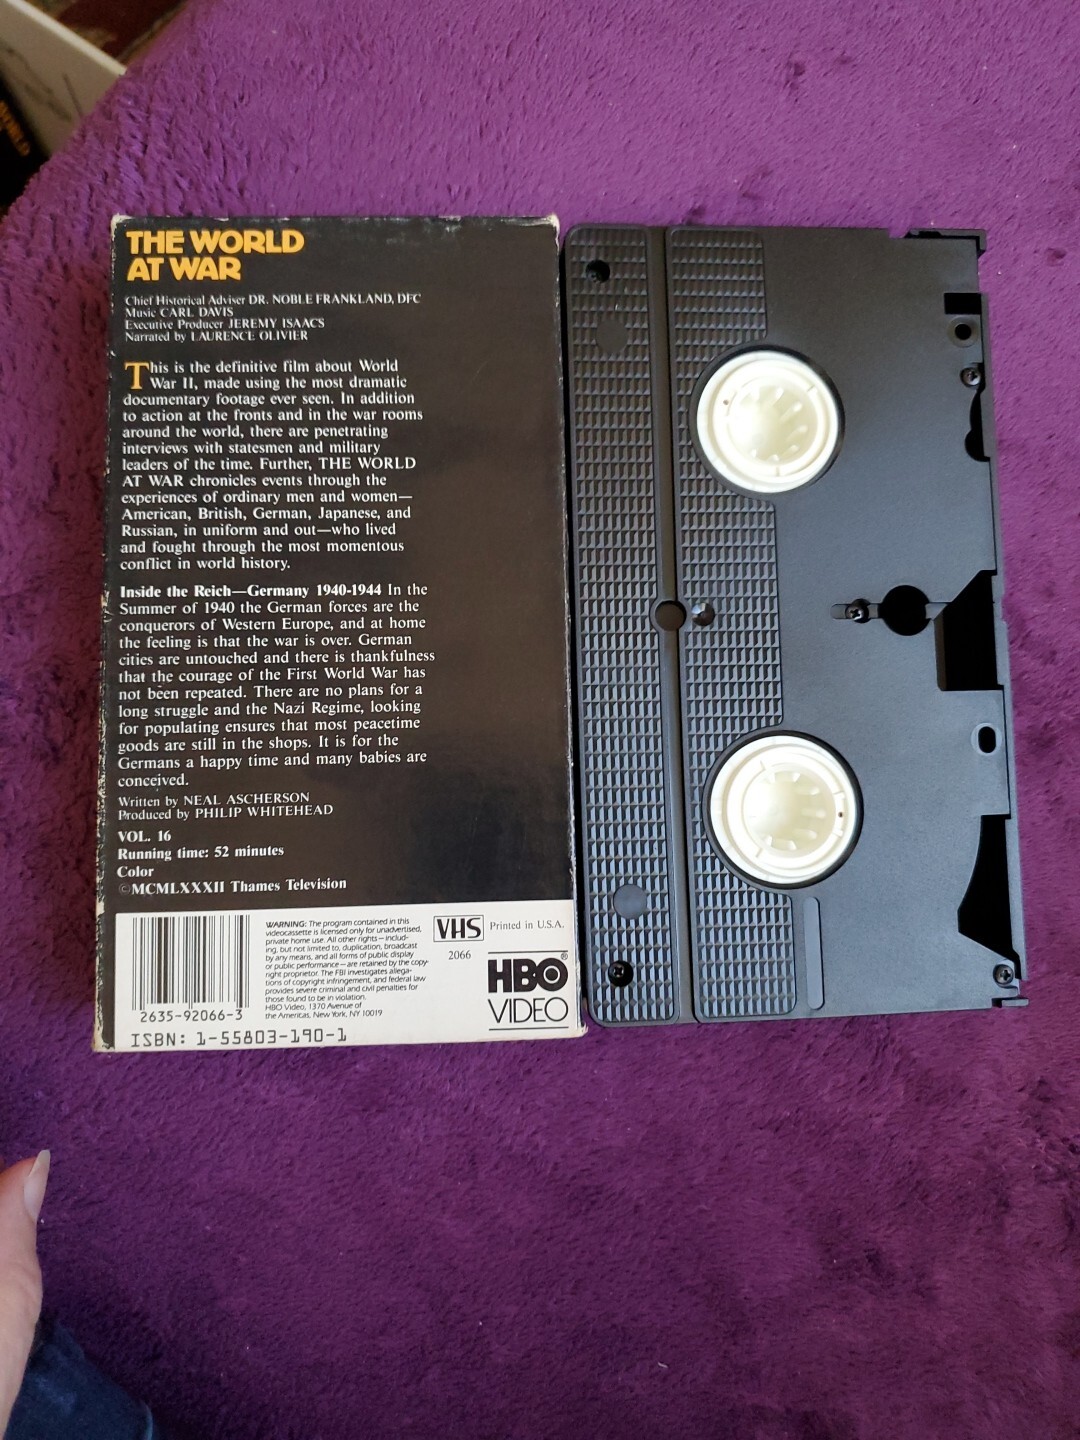 THE WORLD
AT WAR
Chief Historical Adviser DR. NOBLE FRANKLAND, DFC
Music CARL DAVIS
Executive Producer JEREMY ISAACS
Narrated by LAURENCE OLIVIER
This is the definitive film about World
War II, made using the most dramatic
documentary footage ever seen. In addition
to action at the fronts and in the war rooms
around the world, there are penetrating
interviews with statesmen and military
leaders of the time. Further, THE WORLD
AT WAR chronicles events through the
experiences of ordinary men and women—
American, British, German, Japanese, and
Russian, in uniform and out—who lived
and fought through the most momentous
conflict in world history.
Inside the Reich—Germany 1940-1944 In the
Summer of 1940 the German forces are the
conquerors of Western Europe, and at home
the feeling is that the war is over. German
cities are untouched and there is thankfulness
that the courage of the First World War has
not been repeated. There are no plans for a
long struggle and the Nazi Regime, looking
for populating ensures that most peacetime
goods are still in the shops. It is for the
Germans a happy time and many babies are
conceived.
Written by NEAL ASCHERSON
Produced by PHILIP WHITEHEAD
VOL. 16
Running time: 52 minutes
Color
©MCMLXXXII Thames Television
2635-92066-3
ISBN: 1-55803-190-1
WARNING: The program contained in this
videocassette is licensed only for unadvertised,
private home use. All other rights—includ-
ing, but not limited to, duplication, broadcast
by any means, and all forms of public display
or public performance—are retained by the copy-
right proprietor. The FBI investigates allega-
tions of copyright infringement, and federal law
provides severe criminal and civil penalties for
those found to be in violation.
HBO Video, 1370 Avenue of
the Americas, New York, NY 10019
VHS Printed in U.S.A.
2066
HBO®
VIDEO